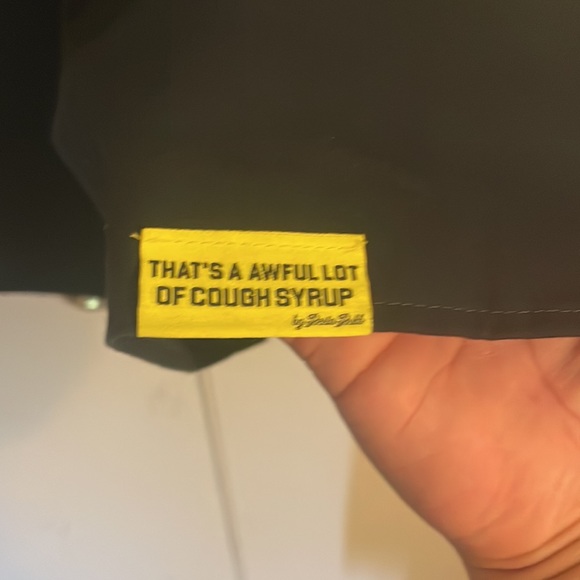 THAT'S A AWFUL LOT
OF COUGH SYRUP
by